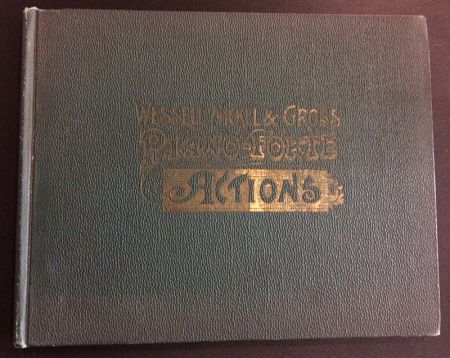 WESSELL, NICKEL & GROSS
PIANO-FORTE
ACTIONS